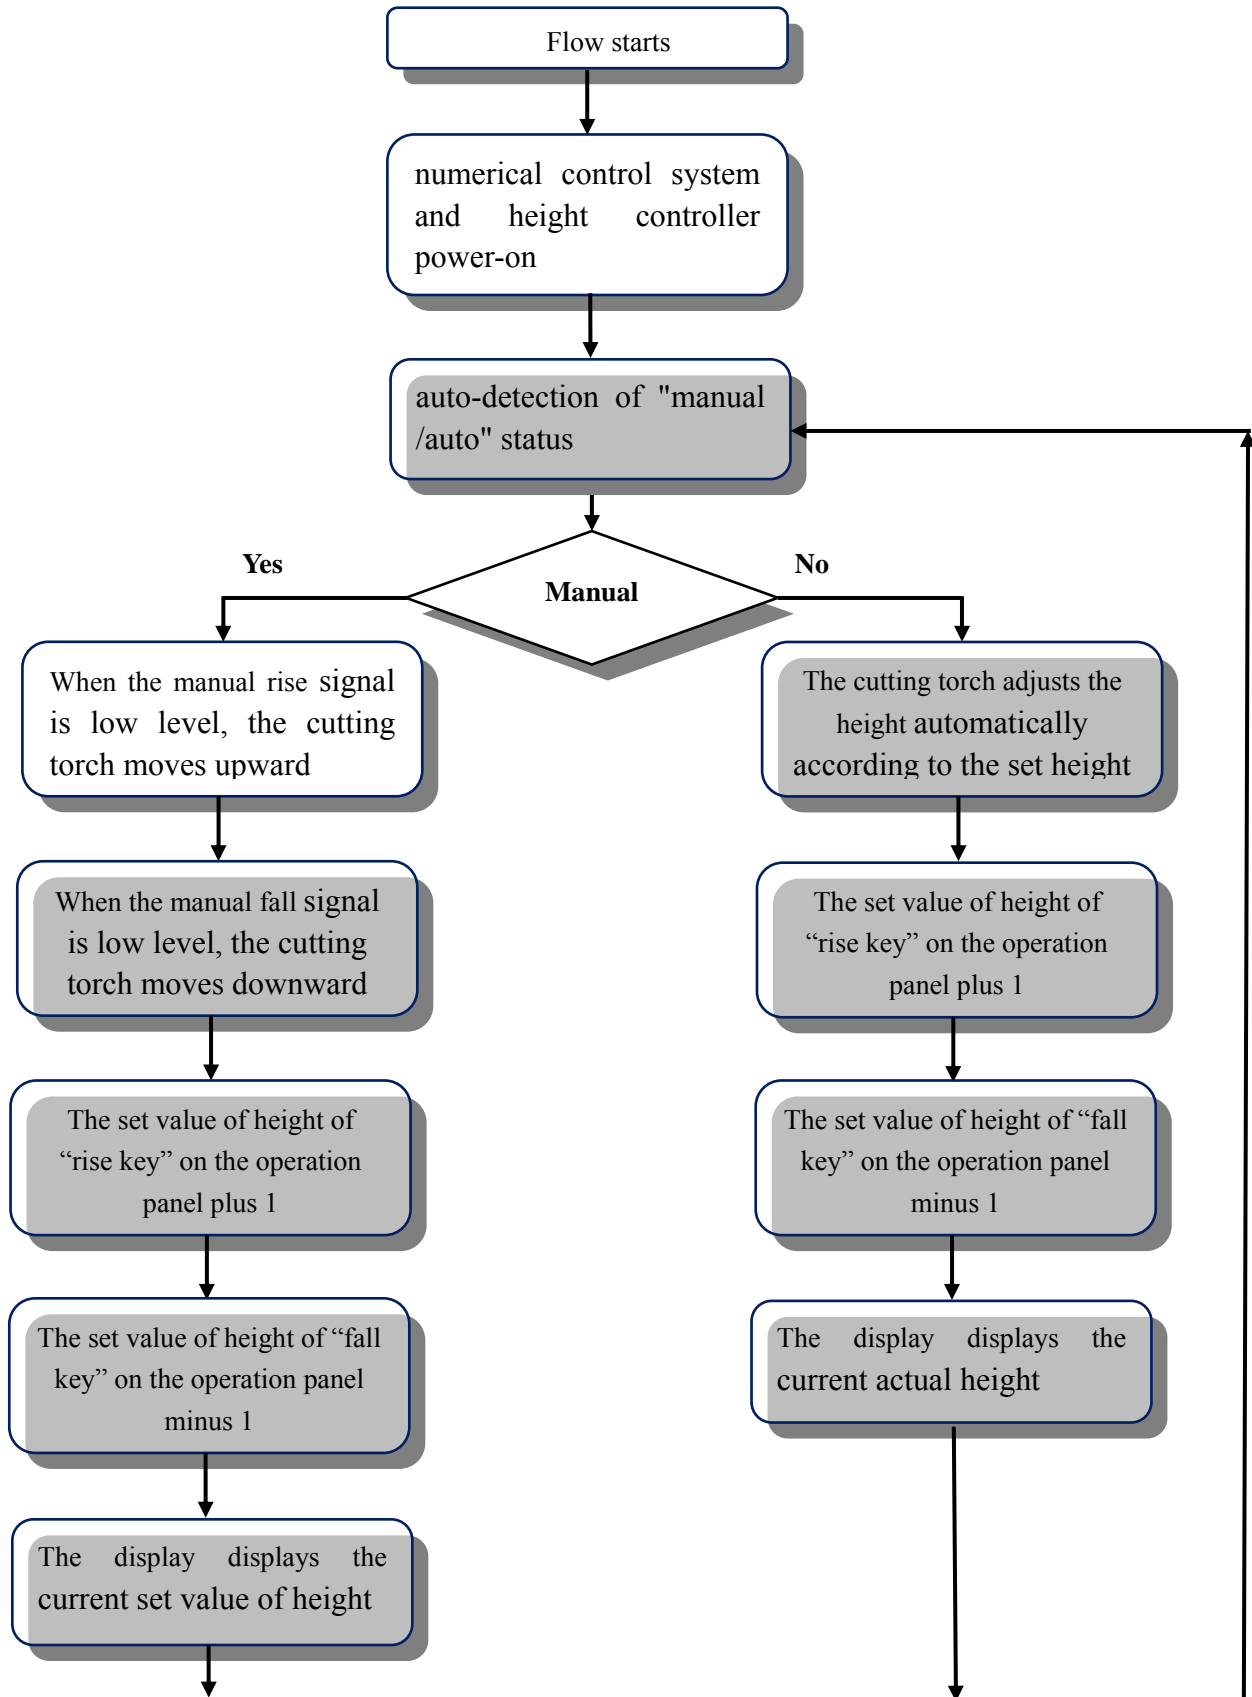 Flow starts
numerical control system
and height controller
power-on
auto-detection of "manual
/auto" status
Yes
No
Manual
When the manual rise signal
is low level, the cutting
torch moves upward
The cutting torch adjusts the
height automatically
according to the set height
When the manual fall signal
is low level, the cutting
torch moves downward
The set value of height of
“rise key” on the operation
panel plus 1
The set value of height of
“rise key” on the operation
panel plus 1
The set value of height of “fall
key” on the operation panel
minus 1
The set value of height of “fall
key” on the operation panel
minus 1
The display displays the
current actual height
The display displays the
current set value of height